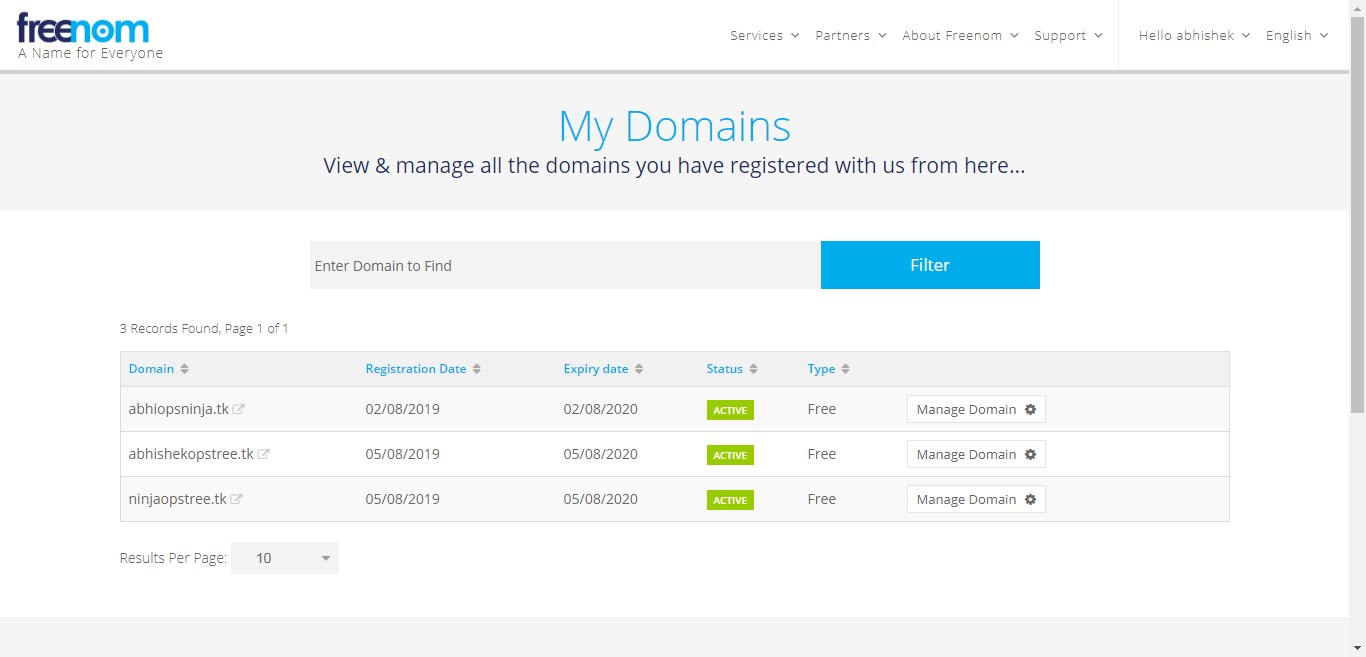 freenom
A Name for Everyone
Services Partners About Freenom Support Hello abhishek English
My Domains
View & manage all the domains you have registered with us from here...
Enter Domain to Find Filter
3 Records Found, Page 1 of 1
Domain Registration Date Expiry date Status Type
abhiopsninja.tk 02/08/2019 02/08/2020 ACTIVE Free Manage Domain
abhishekopstree.tk 05/08/2019 05/08/2020 ACTIVE Free Manage Domain
ninjaopstree.tk 05/08/2019 05/08/2020 ACTIVE Free Manage Domain
Results Per Page: 10